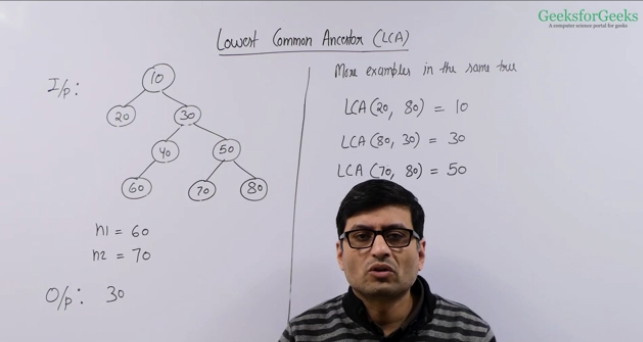 GeeksforGeeks
A computer science portal for geeks
Lowest Common Ancestor (LCA)
I/p:
10
20
30
40
50
60
70
80
n1 = 60
n2 = 70
O/p: 30
More examples in the same tree
LCA (20, 80) = 10
LCA (80, 30) = 30
LCA (70, 80) = 50